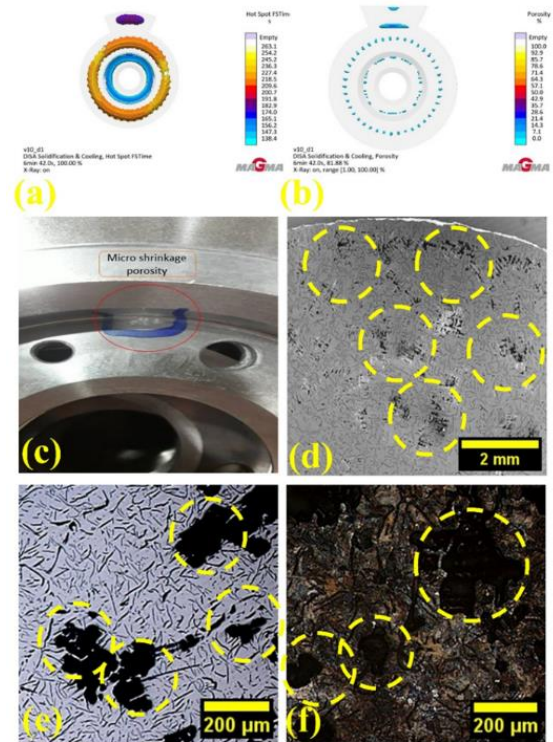 (a)
Hot Spot FSTime
s
Empty
263.1
254.2
245.2
236.3
227.4
218.5
209.6
200.7
191.8
182.9
174.0
165.1
156.2
147.3
138.4
v10_d1
DISA Solidification & Cooling, Hot Spot FSTime
6min 42.0s, 100.00 %
X-Ray: on
MAGMA
(b)
Porosity
%
Empty
100.0
92.9
85.7
78.6
71.4
64.3
57.1
50.0
42.9
35.7
28.6
21.4
14.3
7.1
0.0
v10_d1
DISA Solidification & Cooling, Porosity
6min 42.0s, 81.88 %
X-Ray: on, range [1.00, 100.00] %
MAGMA
Micro shrinkage
porosity
(c)
2 mm
(d)
200 µm
(e)
200 µm
(f)